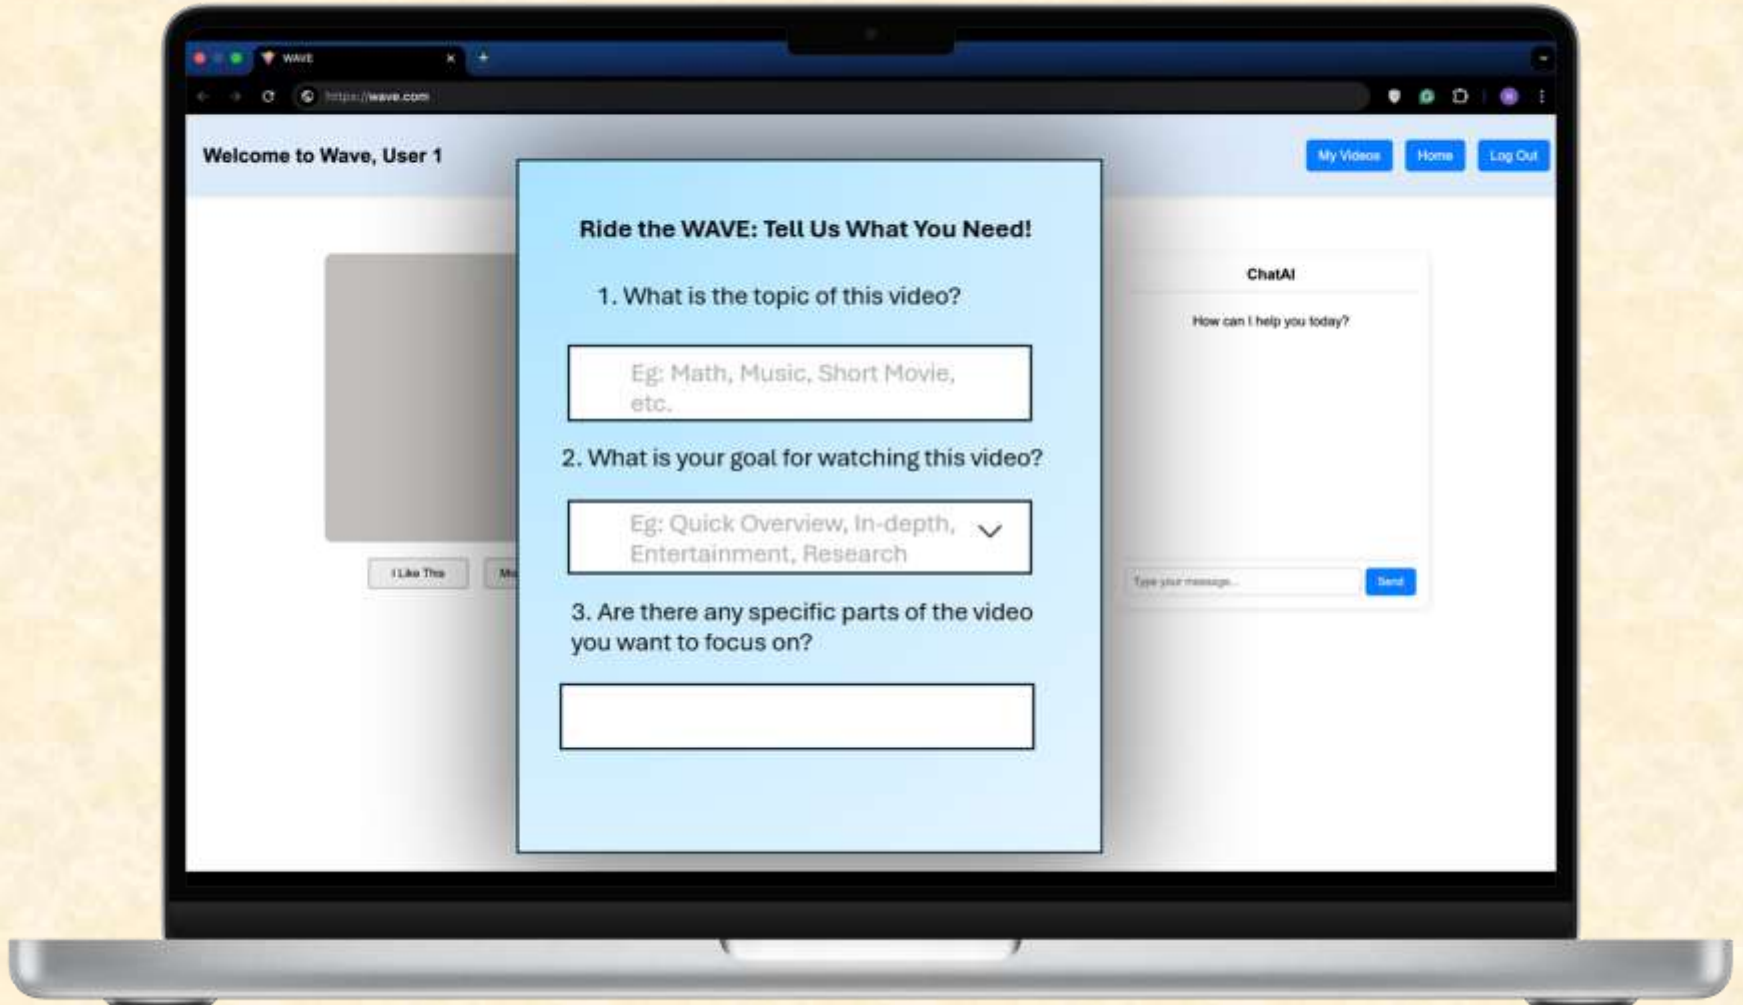 WAVE
https://wave.com
Welcome to Wave, User 1
My Videos
Home
Log Out
Ride the WAVE: Tell Us What You Need!
1. What is the topic of this video?
Eg: Math, Music, Short Movie,
etc.
2. What is your goal for watching this video?
Eg: Quick Overview, In-depth,
Entertainment, Research
3. Are there any specific parts of the video
you want to focus on?
I Like This
ChatAI
How can I help you today?
Type your message...
Send